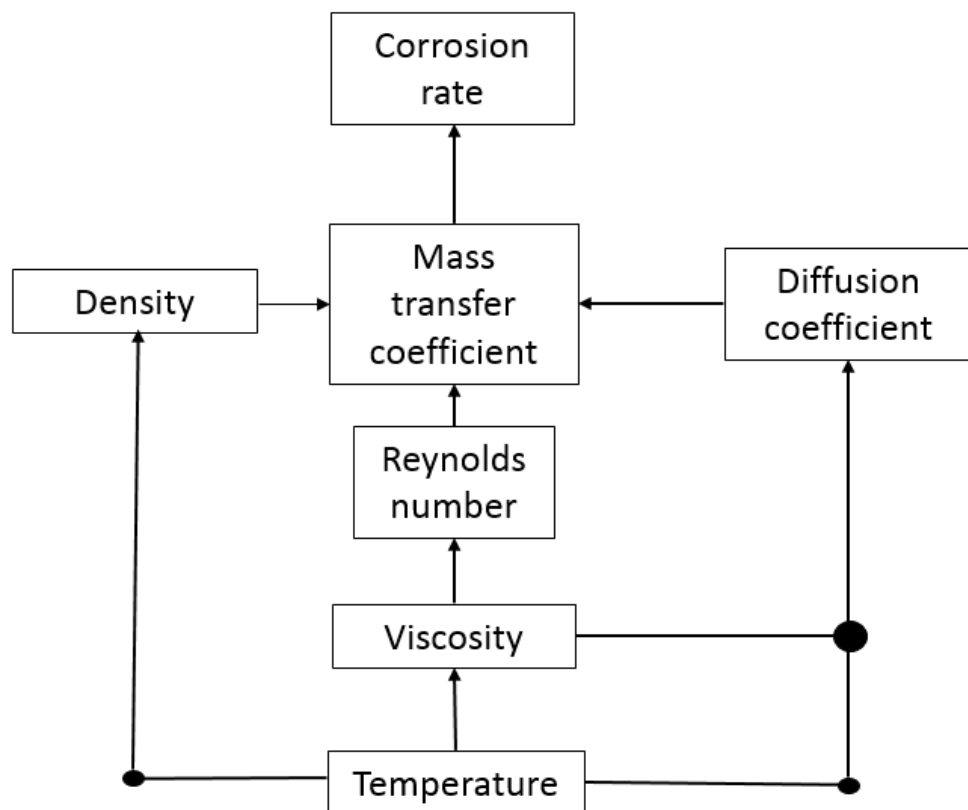 Corrosion
rate
Mass
transfer
coefficient
Density
Diffusion
coefficient
Reynolds
number
Viscosity
Temperature